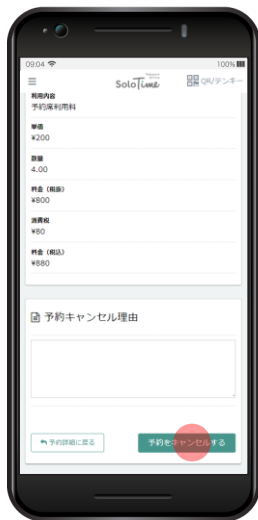 09:04 100%
SoloTime QR/テンキー
利用内容
予約席利用料
単価
¥200
数量
4.00
料金（税抜）
¥800
消費税
¥80
料金（税込）
¥880
予約キャンセル理由
予約詳細に戻る 予約をキャンセルする